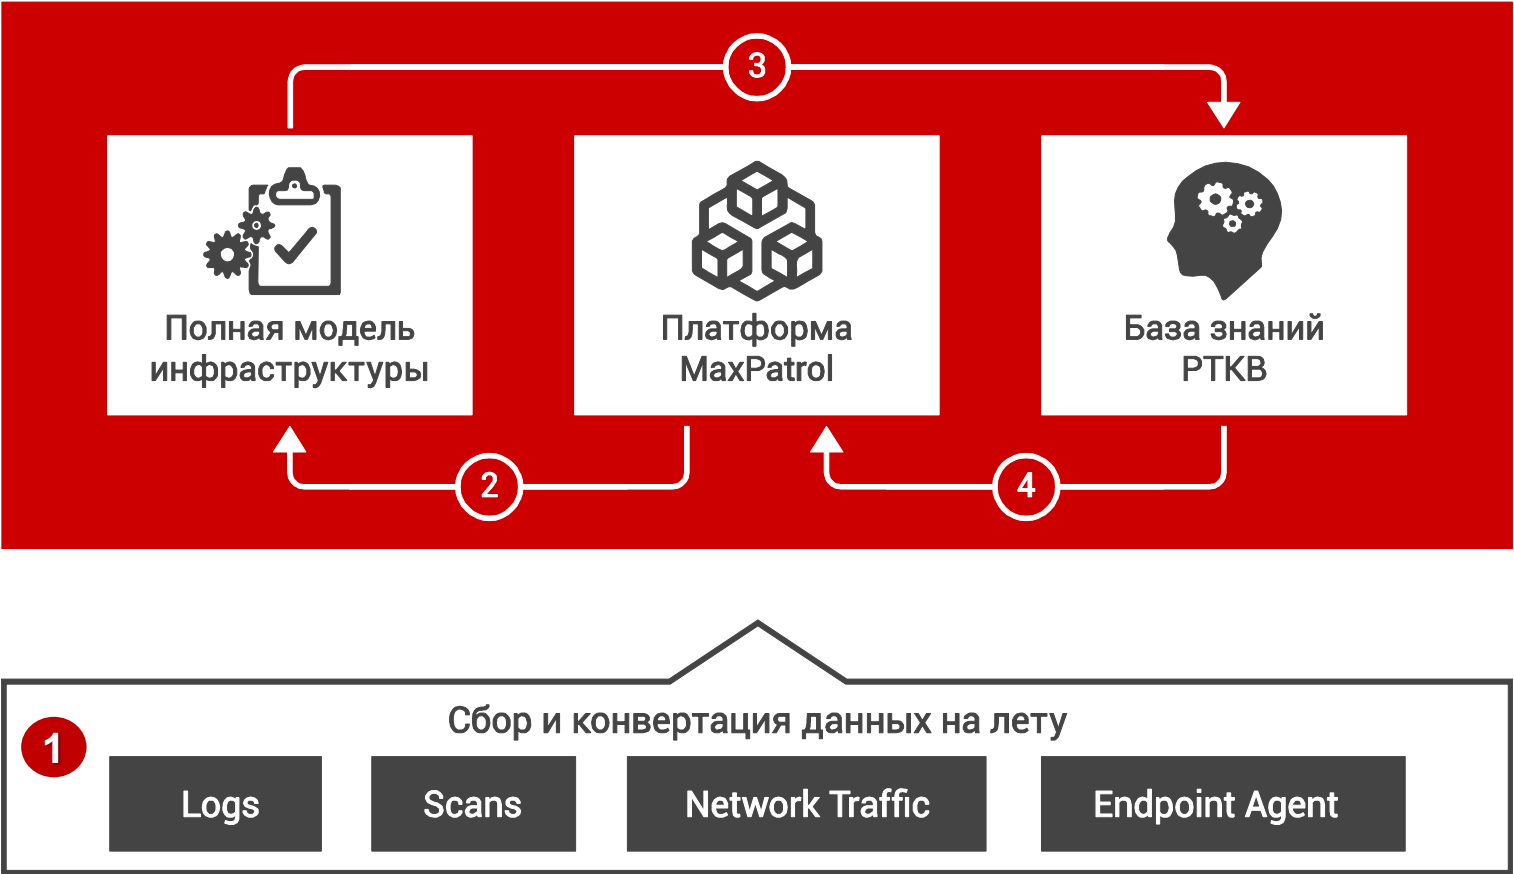 3
Полная модель
инфраструктуры
Платформа
MaxPatrol
База знаний
PTKB
2
4
Сбор и конвертация данных на лету
1
Logs
Scans
Network Traffic
Endpoint Agent